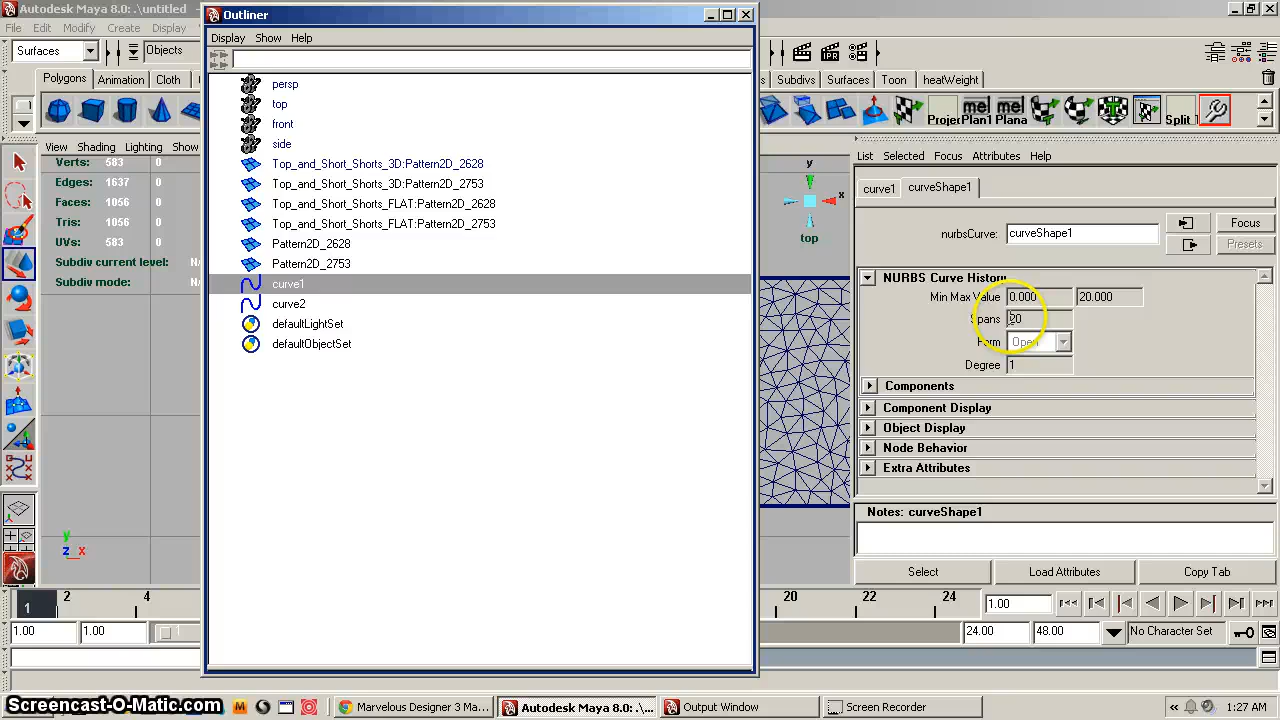 Autodesk Maya 8.0: .\untitled
File Edit Modify Create Display
Surfaces Objects
Polygons Animation Cloth
View Shading Lighting Show
Verts: 583 0
Edges: 1637 0
Faces: 1056 0
Tris: 1056 0
UVs: 583 0
Subdiv current level:
Subdiv mode:
Outliner
Display Show Help
persp
top
front
side
Top_and_Short_Shorts_3D:Pattern2D_2628
Top_and_Short_Shorts_3D:Pattern2D_2753
Top_and_Short_Shorts_FLAT:Pattern2D_2628
Top_and_Short_Shorts_FLAT:Pattern2D_2753
Pattern2D_2628
Pattern2D_2753
curve1
curve2
defaultLightSet
defaultObjectSet
IPR
Subdivs Surfaces Toon heatWeight
mel mel
ProjerPlan1 Plana Split 1
y
x
top
List Selected Focus Attributes Help
curve1 curveShape1
nurbsCurve: curveShape1 Focus
Presets
NURBS Curve History
Min Max Value 0.000 20.000
Spans 20
Form Open
Degree 1
Components
Component Display
Object Display
Node Behavior
Extra Attributes
Notes: curveShape1
Select Load Attributes Copy Tab
y
z x
1 2 4 20 22 24 1.00
1.00 1.00 1 24.00 48.00 No Character Set
Screencast-O-Matic.com Marvelous Designer 3 Ma... Autodesk Maya 8.0: .\... Output Window Screen Recorder « 1:27 AM